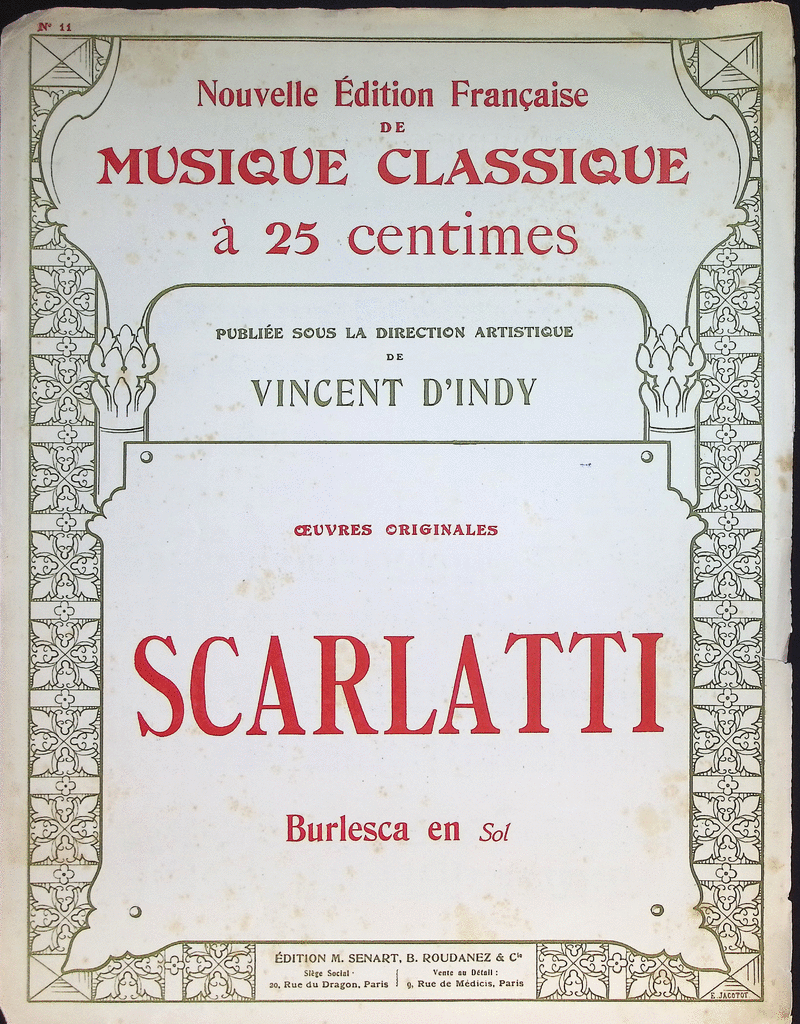 Nº 11
Nouvelle Édition Française
DE
MUSIQUE CLASSIQUE
à 25 centimes
PUBLIÉE SOUS LA DIRECTION ARTISTIQUE
DE
VINCENT D'INDY
ŒUVRES ORIGINALES
SCARLATTI
Burlesca en Sol
ÉDITION M. SENART, B. ROUDANEZ & Cie
Siège Social :
20, Rue du Dragon, Paris
Vente au Détail :
9, Rue de Médicis, Paris
E. JACOTOT